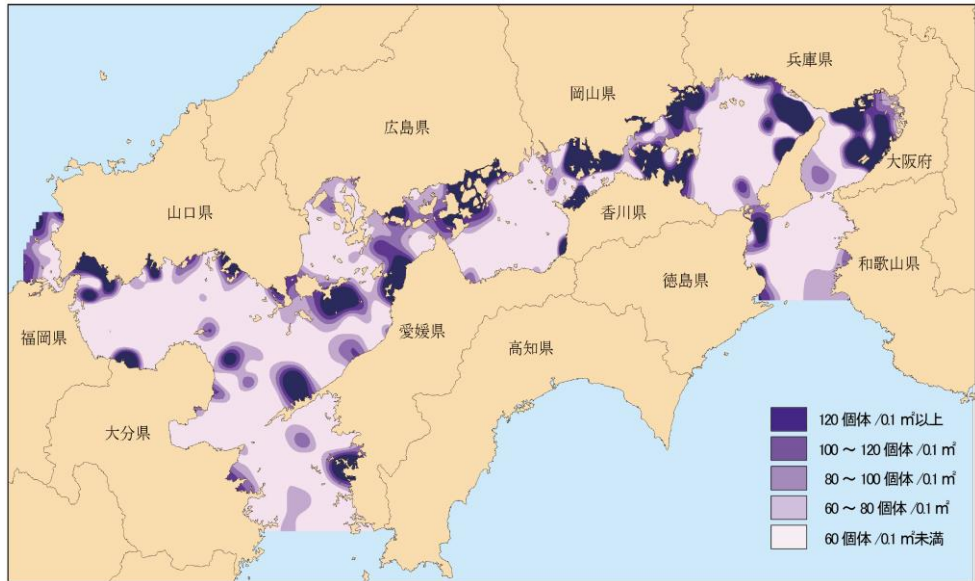 兵庫県
岡山県
広島県
大阪府
山口県
香川県
和歌山県
徳島県
福岡県
愛媛県
高知県
大分県
120 個体 /0.1 ㎡以上
100 ～ 120 個体 /0.1 ㎡
80 ～ 100 個体 /0.1 ㎡
60 ～ 80 個体 /0.1 ㎡
60 個体 /0.1 ㎡未満